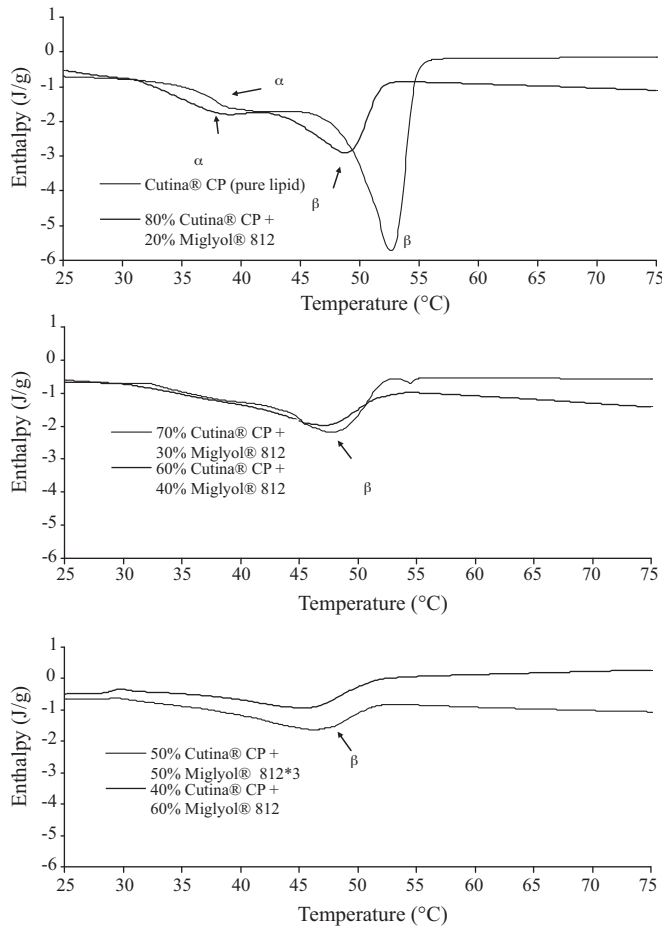 1
0
-1
-2
-3
-4
-5
-6
Enthalpy (J/g)
α
α
β
β
Cutina® CP (pure lipid)
80% Cutina® CP +
20% Miglyol® 812
25 30 35 40 45 50 55 60 65 70 75
Temperature (°C)
1
0
-1
-2
-3
-4
-5
-6
Enthalpy (J/g)
70% Cutina® CP +
30% Miglyol® 812
60% Cutina® CP +
40% Miglyol® 812
β
25 30 35 40 45 50 55 60 65 70 75
Temperature (°C)
1
0
-1
-2
-3
-4
-5
-6
Enthalpy (J/g)
β
50% Cutina® CP +
50% Miglyol® 812*3
40% Cutina® CP +
60% Miglyol® 812
25 30 35 40 45 50 55 60 65 70 75
Temperature (°C)